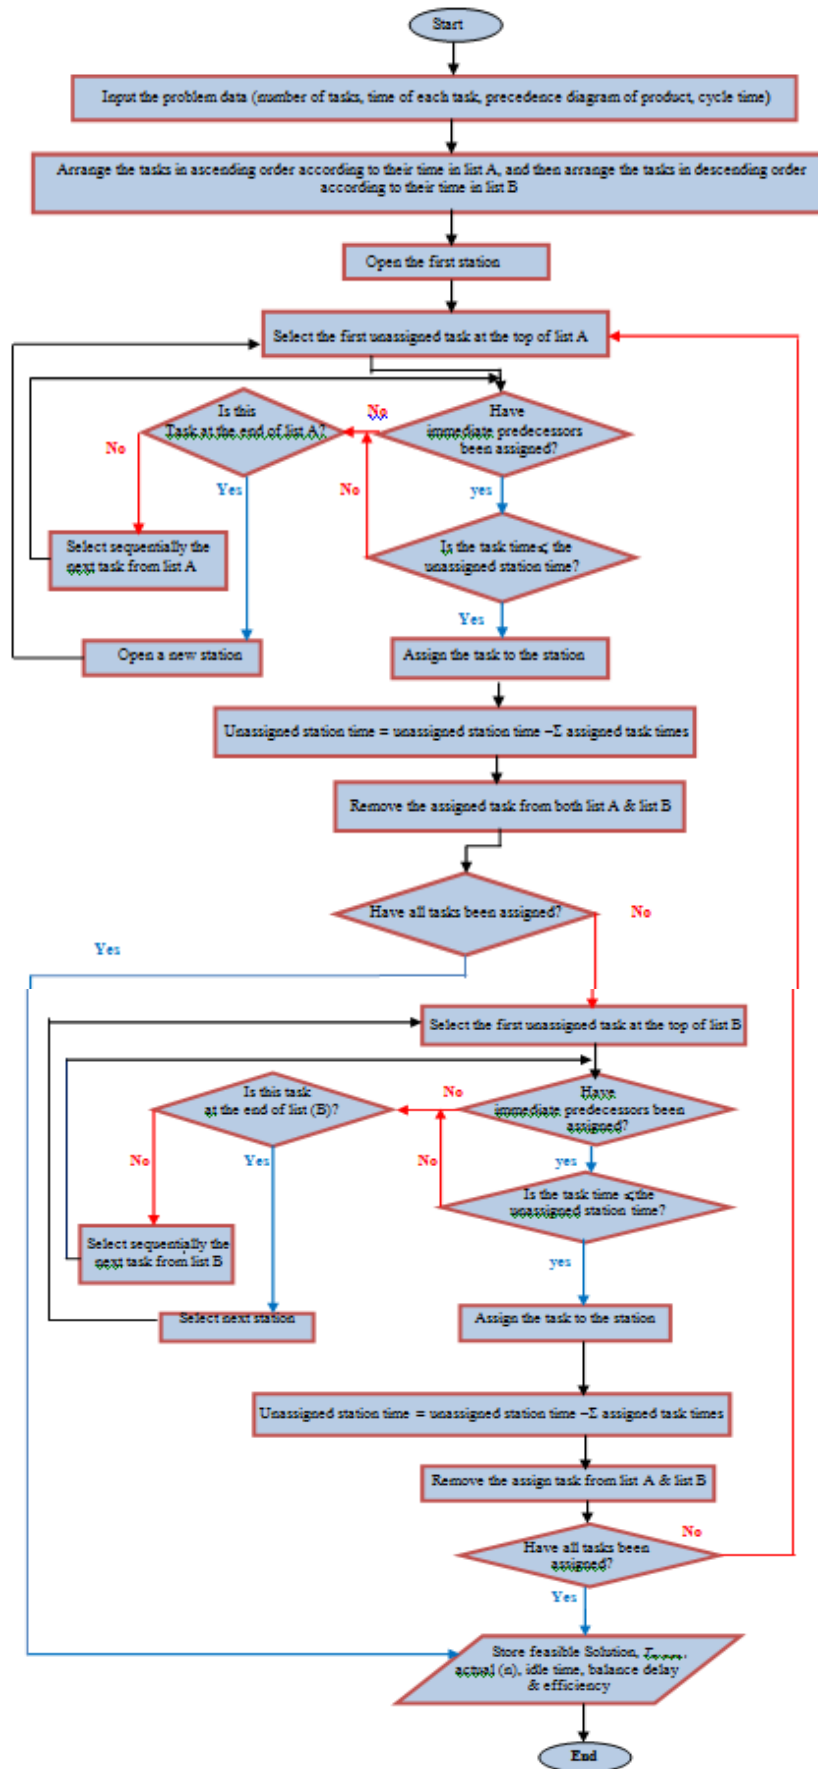 Start
Input the problem data (number of tasks, time of each task, precedence diagram of product, cycle time)
Arrange the tasks in ascending order according to their time in list A, and then arrange the tasks in descending order
according to their time in list B
Open the first station
Select the first unassigned task at the top of list A
Is this
Task at the end of list A?
No
Have
immediate predecessors
been assigned?
No
Yes
No
yes
Select sequentially the
next task from list A
Is the task time ≤ the
unassigned station time?
Yes
Open a new station
Assign the task to the station
Unassigned station time = unassigned station time –Σ assigned task times
Remove the assigned task from both list A & list B
Have all tasks been assigned?
No
Yes
Select the first unassigned task at the top of list B
Is this task
at the end of list (B)?
No
Have
immediate predecessors been
assigned?
No
Yes
No
yes
Is the task time ≤ the
unassigned station time?
Select sequentially the
next task from list B
yes
Select next station
Assign the task to the station
Unassigned station time = unassigned station time –Σ assigned task times
Remove the assign task from list A & list B
No
Have all tasks been
assigned?
Yes
Store feasible Solution,
actual (n), idle time, balance delay
& efficiency
End